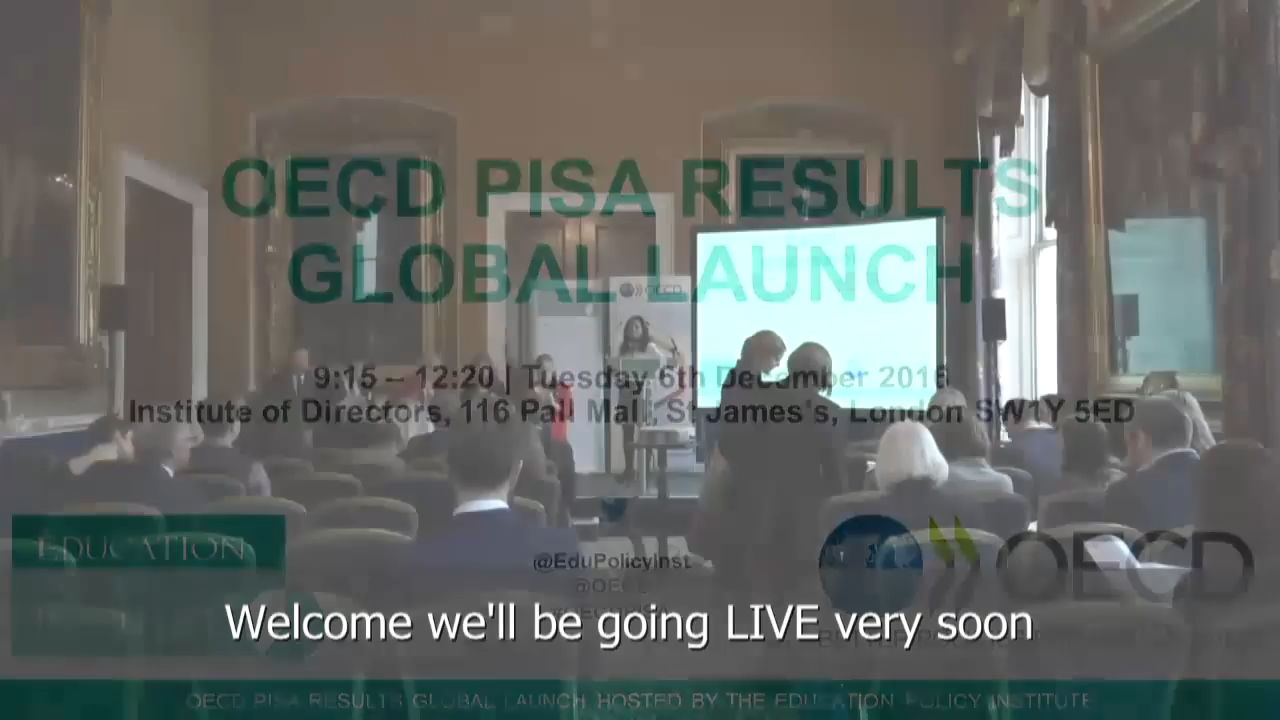 OECD PISA RESULTS
GLOBAL LAUNCH
OECD
9:15 – 12:20 | Tuesday 6th December 2016
Institute of Directors, 116 Pall Mall, St James's, London SW1Y 5ED
EDUCATION
OECD
@EduPolicyInst
@OECD
Welcome we'll be going LIVE very soon
OECD PISA RESULTS GLOBAL LAUNCH HOSTED BY THE EDUCATION POLICY INSTITUTE